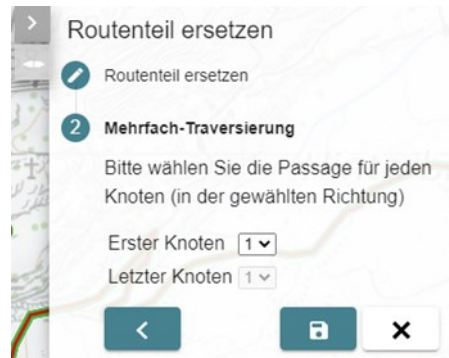 Routenteil ersetzen
Routenteil ersetzen
2 Mehrfach-Traversierung
Bitte wählen Sie die Passage für jeden
Knoten (in der gewählten Richtung)
Erster Knoten 1
Letzter Knoten 1